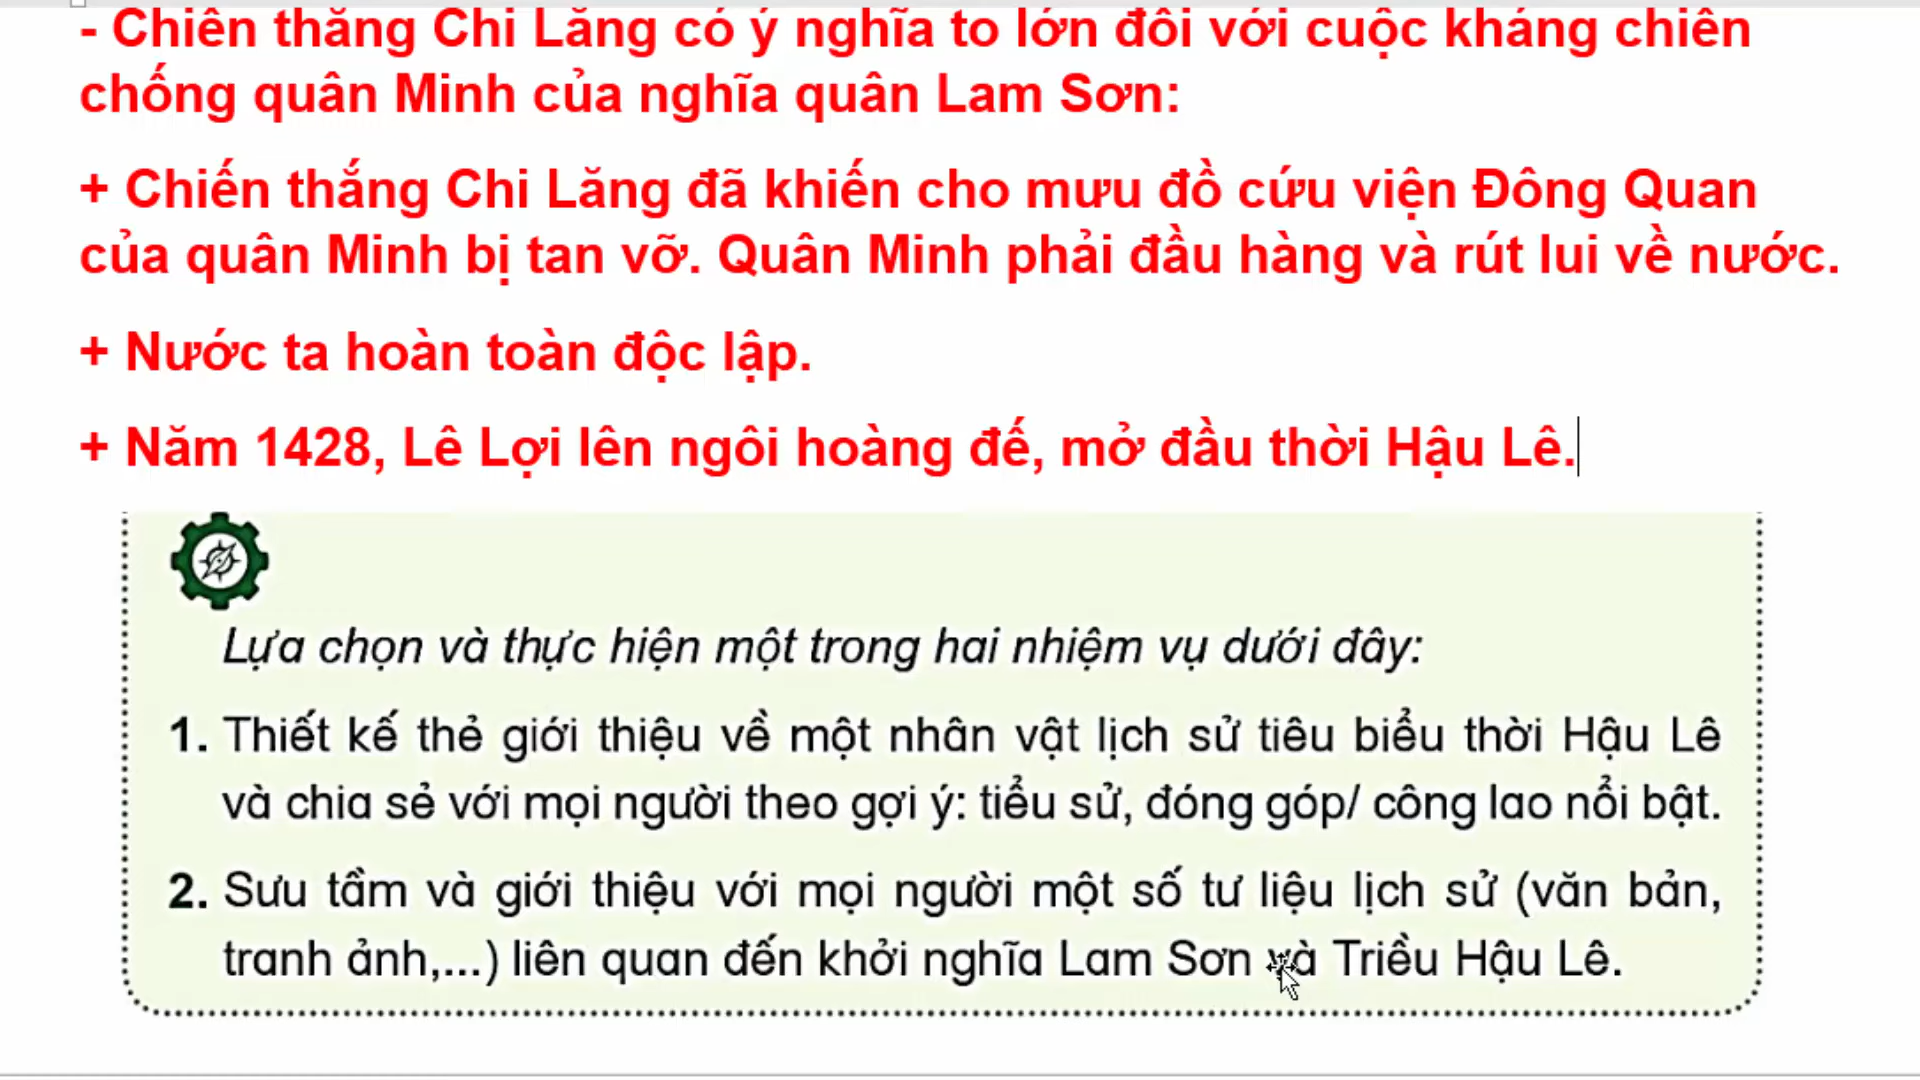 - Chiến thắng Chi Lăng có ý nghĩa to lớn đối với cuộc kháng chiến
chống quân Minh của nghĩa quân Lam Sơn:
+ Chiến thắng Chi Lăng đã khiến cho mưu đồ cứu viện Đông Quan
của quân Minh bị tan vỡ. Quân Minh phải đầu hàng và rút lui về nước.
+ Nước ta hoàn toàn độc lập.
+ Năm 1428, Lê Lợi lên ngôi hoàng đế, mở đầu thời Hậu Lê.
Lựa chọn và thực hiện một trong hai nhiệm vụ dưới đây:
1. Thiết kế thẻ giới thiệu về một nhân vật lịch sử tiêu biểu thời Hậu Lê
và chia sẻ với mọi người theo gợi ý: tiểu sử, đóng góp/ công lao nổi bật.
2. Sưu tầm và giới thiệu với mọi người một số tư liệu lịch sử (văn bản,
tranh ảnh,...) liên quan đến khởi nghĩa Lam Sơn và Triều Hậu Lê.